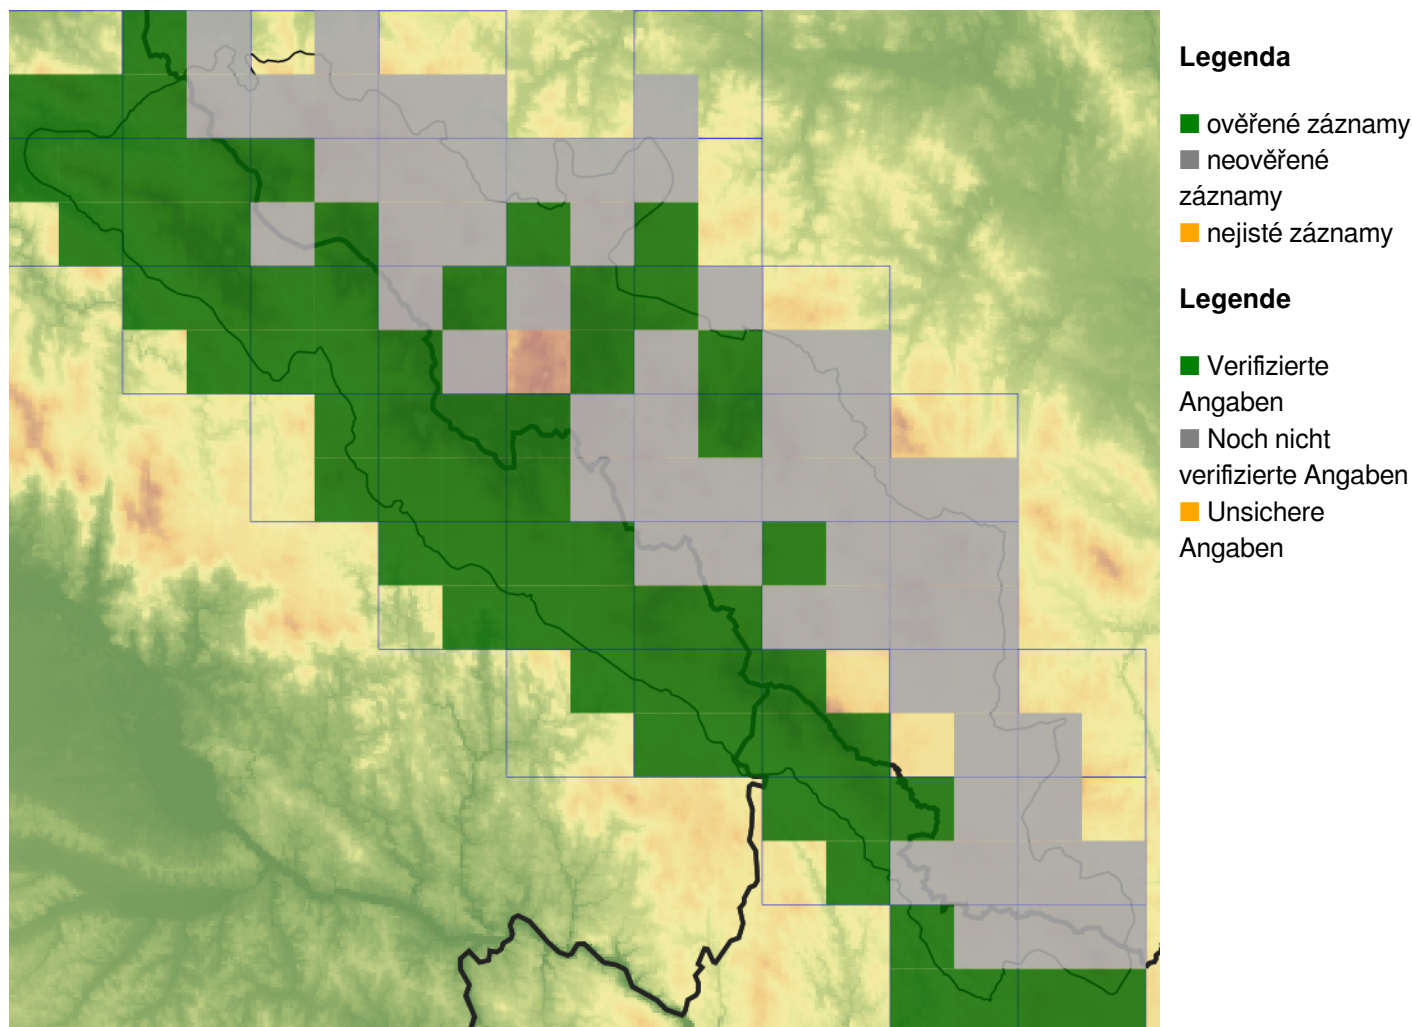 Legenda
ověřené záznamy
neověřené
záznamy
nejisté záznamy
Legende
Verifizierte
Angaben
Noch nicht
verifizierte Angaben
Unsichere
Angaben